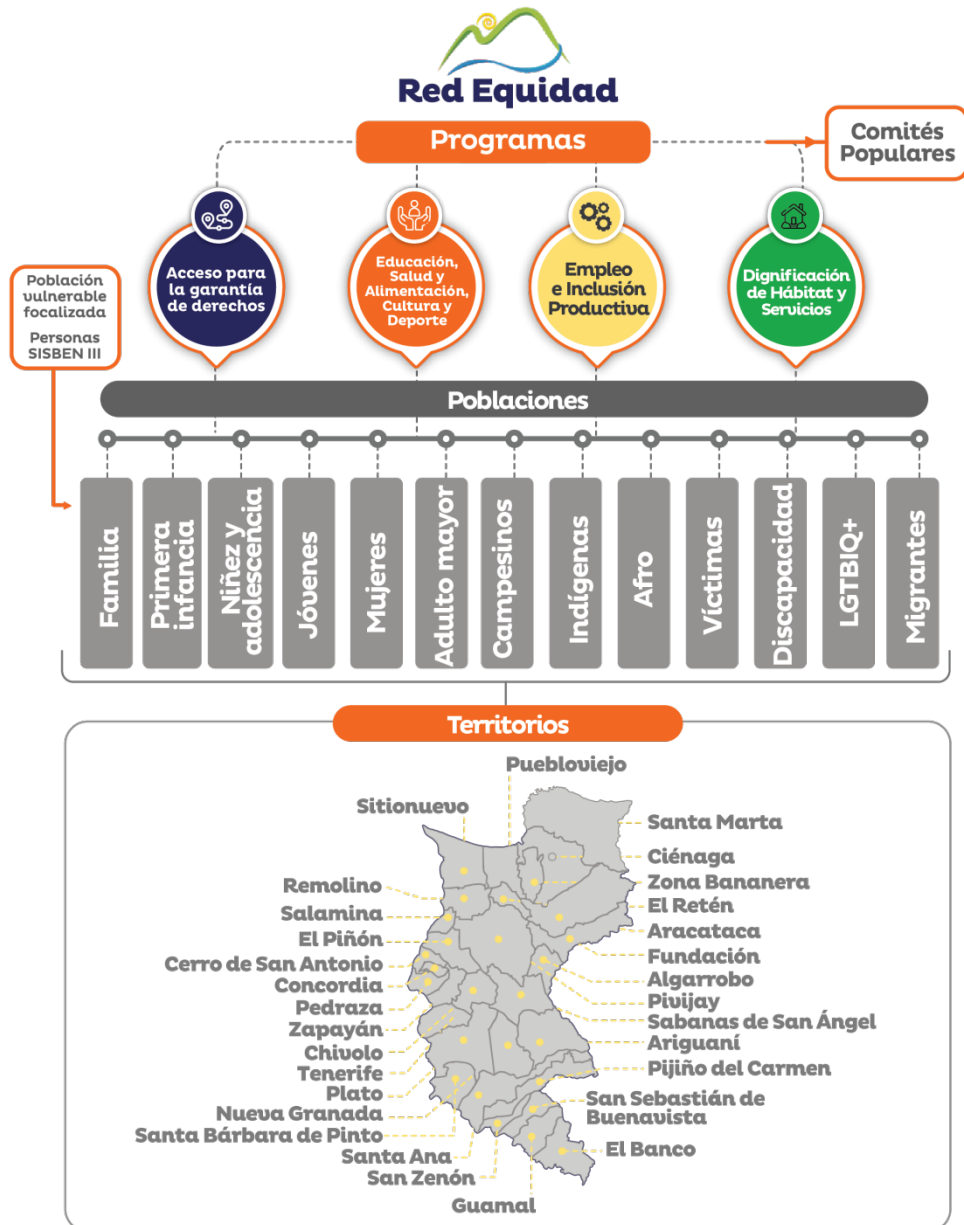 Red Equidad
Programas
Comités
Populares
Acceso para
la garantía
de derechos
Educación,
Salud y
Alimentación,
Cultura y
Deporte
Empleo
e Inclusión
Productiva
Dignificación
de Hábitat y
Servicios
Población
vulnerable
focalizada
Personas
SISBEN III
Poblaciones
Familia
Primera
infancia
Niñez y
adolescencia
Jóvenes
Mujeres
Adulto mayor
Campesinos
Indígenas
Afro
Víctimas
Discapacidad
LGTBIQ+
Migrantes
Territorios
Puebloviejo
Sitionuevo
Santa Marta
Ciénaga
Remolino
Zona Bananera
Salamina
El Retén
El Piñón
Aracataca
Cerro de San Antonio
Fundación
Concordia
Algarrobo
Pedraza
Pivijay
Zapayán
Sabanas de San Ángel
Chivolo
Ariguaní
Tenerife
Pijiño del Carmen
Plato
Nueva Granada
San Sebastián de
Buenavista
Santa Bárbara de Pinto
El Banco
Santa Ana
San Zenón
Guamal